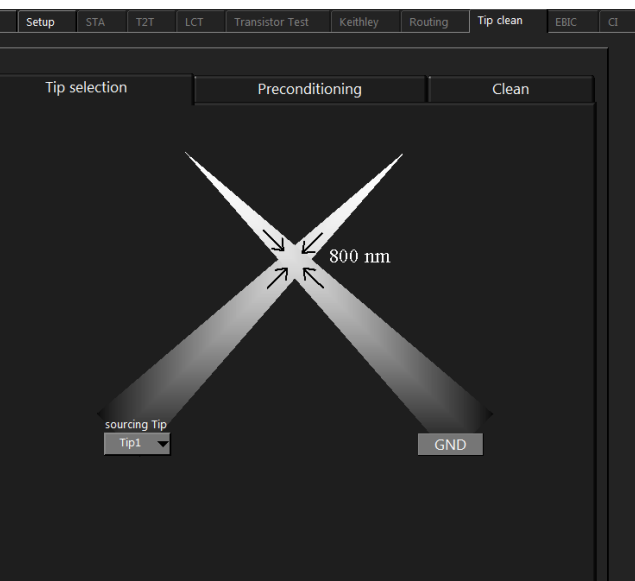 Setup STA T2T LCT Transistor Test Keithley Routing Tip clean EBIC CI
Tip selection Preconditioning Clean
800 nm
sourcing Tip
Tip1
GND